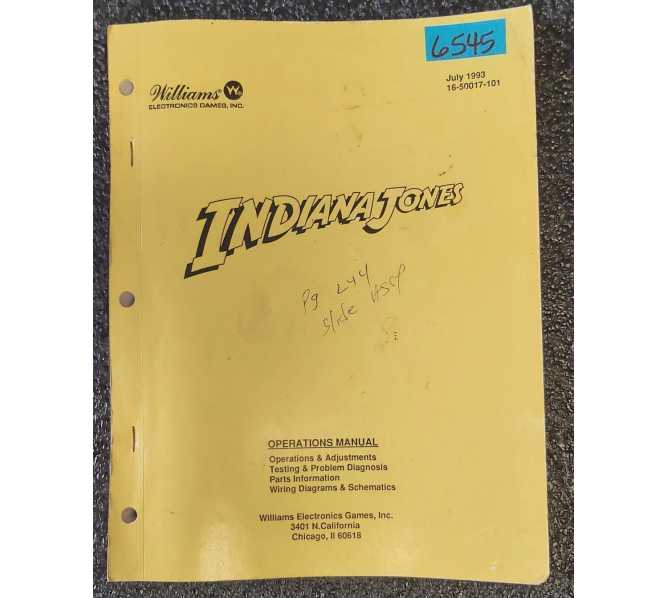 6545
July 1993
16-50017-101
Williams®
ELECTRONICS GAMES, INC.
INDIANA JONES
Pg 244
OPERATIONS MANUAL
Operations & Adjustments
Testing & Problem Diagnosis
Parts Information
Wiring Diagrams & Schematics
Williams Electronics Games, Inc.
3401 N.California
Chicago, Il 60618